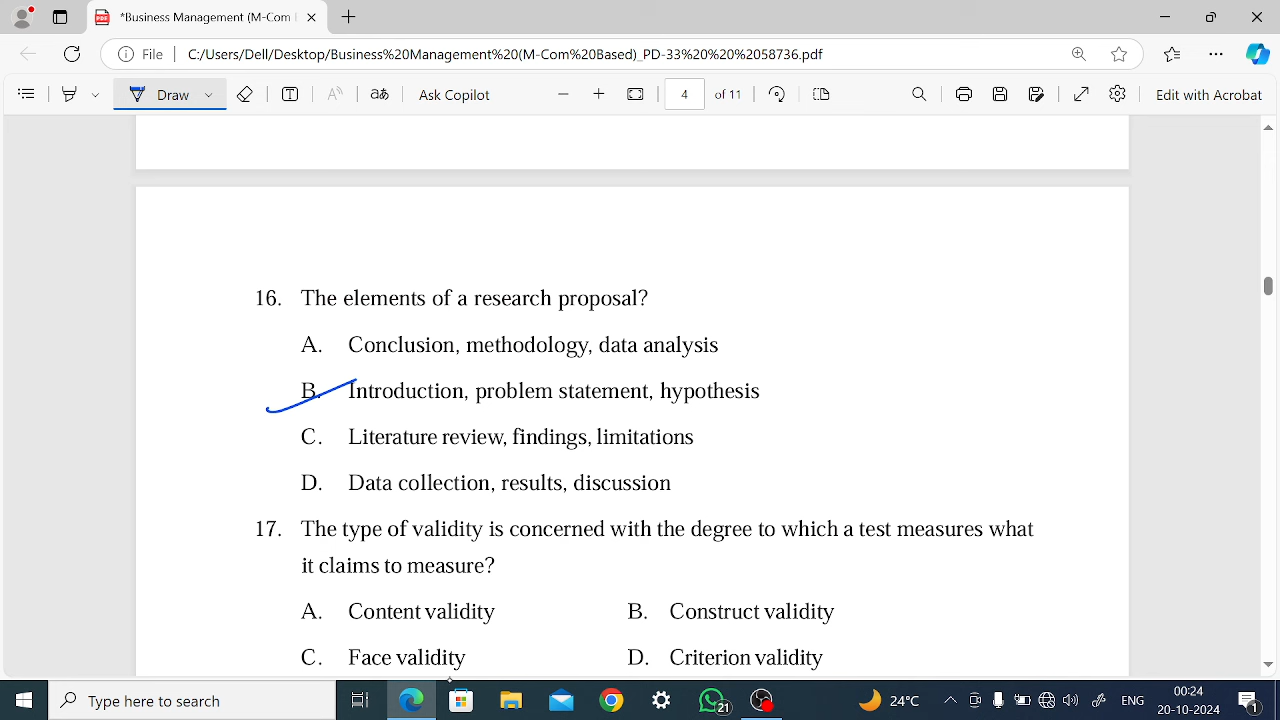 *Business Management (M-Com
File
C:/Users/Dell/Desktop/Business%20Management%20(M-Com%20Based)_PD-33%20%20%2058736.pdf
Draw
aあ
Ask Copilot
4
of 11
Edit with Acrobat
16. The elements of a research proposal?
A. Conclusion, methodology, data analysis
B. Introduction, problem statement, hypothesis
C. Literature review, findings, limitations
D. Data collection, results, discussion
17. The type of validity is concerned with the degree to which a test measures what
it claims to measure?
A. Content validity B. Construct validity
C. Face validity D. Criterion validity
Type here to search
21
24°C
ENG
00:24
20-10-2024
1